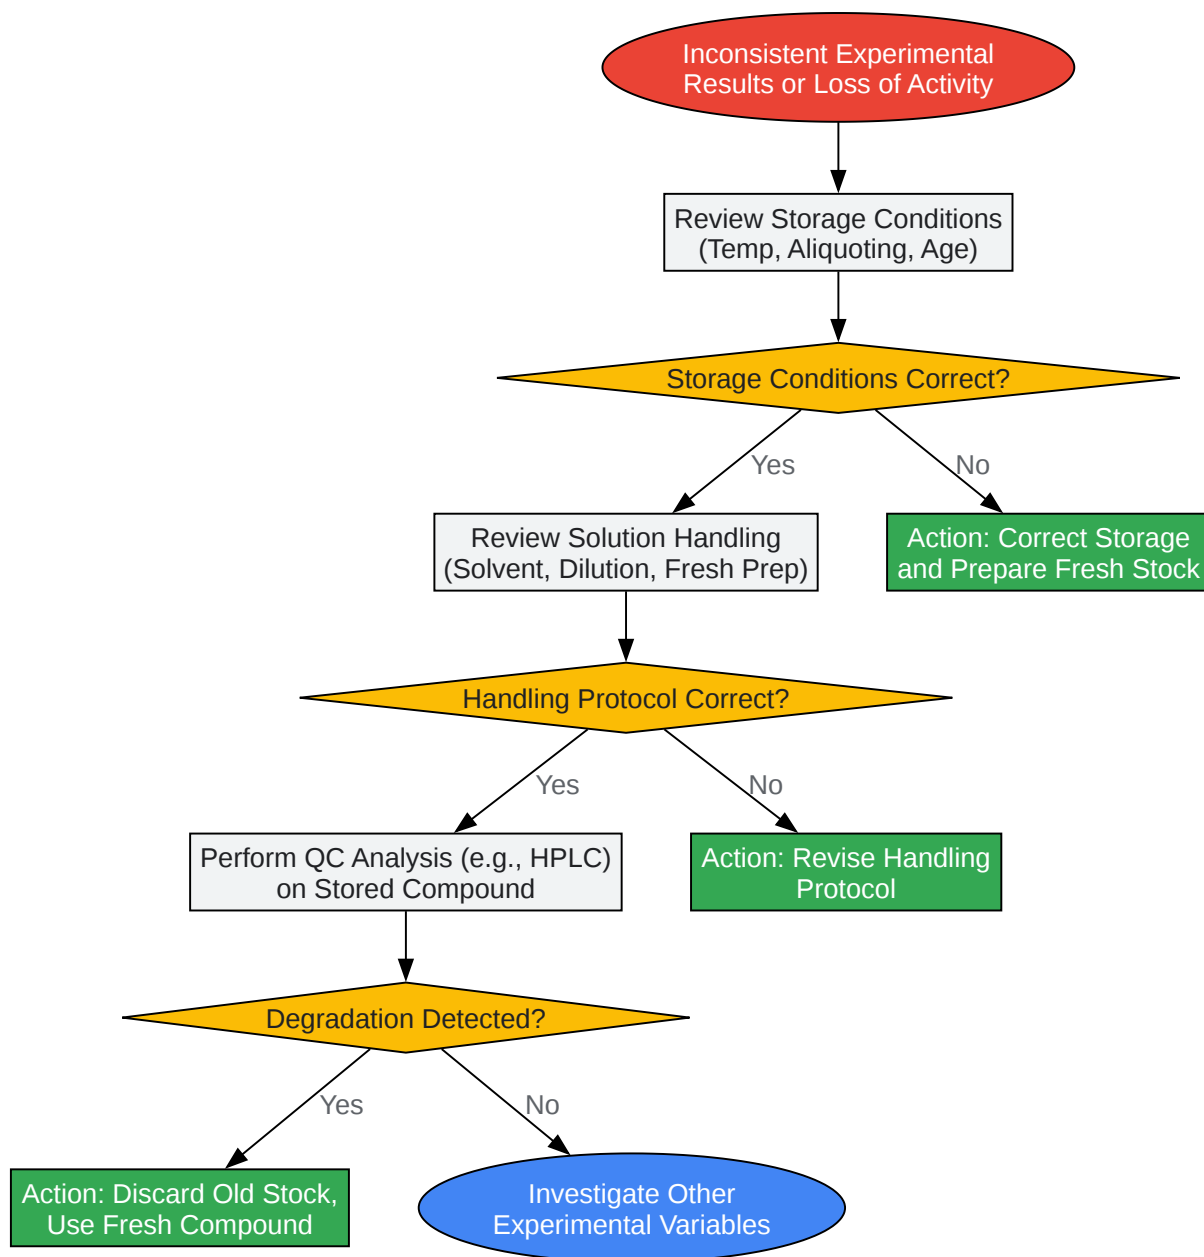 Inconsistent Experimental
Results or Loss of Activity
Review Storage Conditions
(Temp, Aliquoting, Age)
Storage Conditions Correct?
Yes
No
Review Solution Handling
(Solvent, Dilution, Fresh Prep)
Action: Correct Storage
and Prepare Fresh Stock
Handling Protocol Correct?
Yes
No
Perform QC Analysis (e.g., HPLC)
on Stored Compound
Action: Revise Handling
Protocol
Degradation Detected?
Yes
No
Action: Discard Old Stock,
Use Fresh Compound
Investigate Other
Experimental Variables